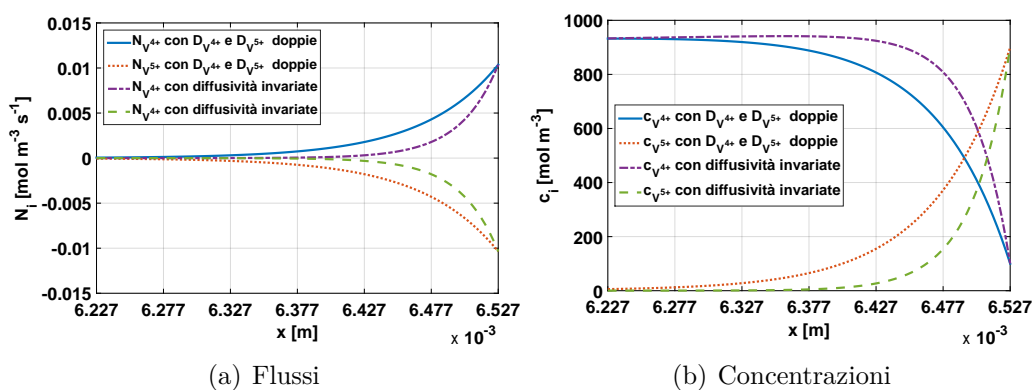 0.015
0.01
0.005
0
-0.005
-0.01
-0.015
N_i [mol m⁻³ s⁻¹]
N_V⁴⁺ con D_V⁴⁺ e D_V⁵⁺ doppie
N_V⁵⁺ con D_V⁴⁺ e D_V⁵⁺ doppie
N_V⁴⁺ con diffusività invariate
N_V⁴⁺ con diffusività invariate
6.227 6.277 6.327 6.377 6.427 6.477 6.527
x [m]
× 10⁻³
(a) Flussi
1000
800
600
400
200
0
c_i [mol m⁻³]
c_V⁴⁺ con D_V⁴⁺ e D_V⁵⁺ doppie
c_V⁵⁺ con D_V⁴⁺ e D_V⁵⁺ doppie
c_V⁴⁺ con diffusività invariate
c_V⁵⁺ con diffusività invariate
6.227 6.277 6.327 6.377 6.427 6.477 6.527
x [m]
× 10⁻³
(b) Concentrazioni